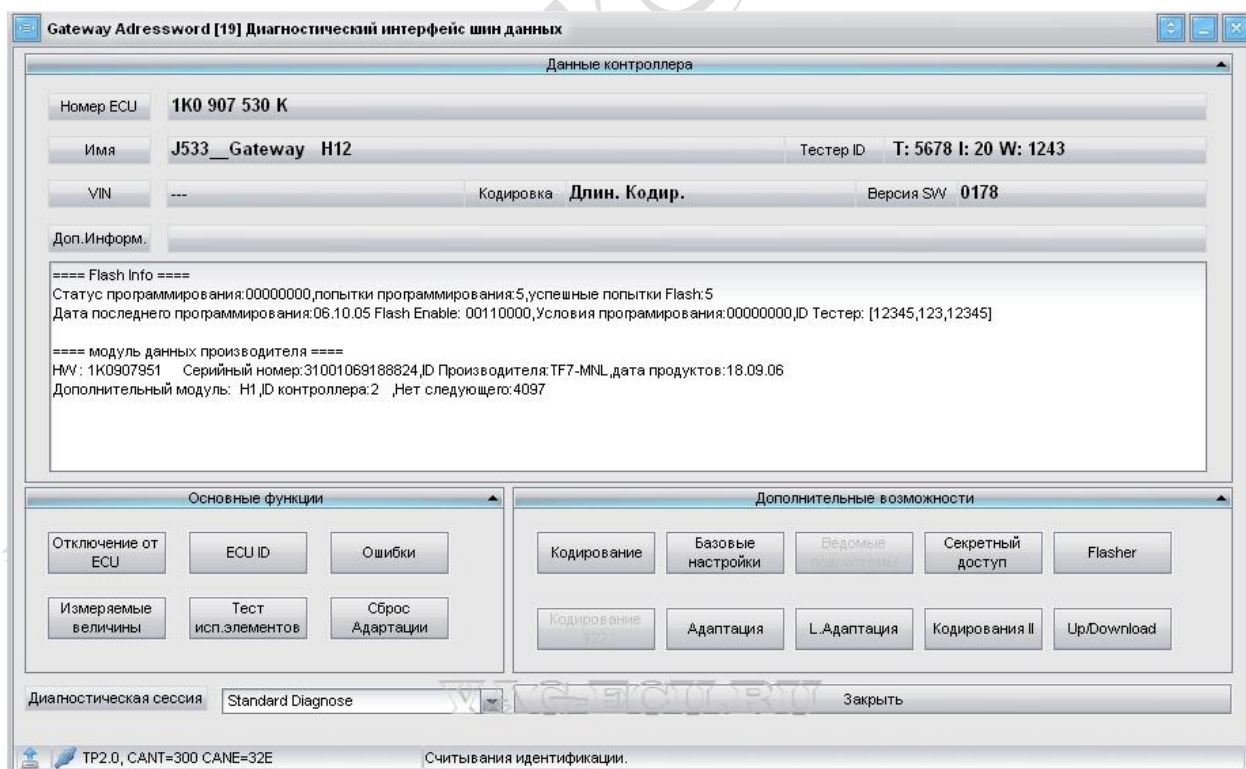 Gateway Adressword [19] Диагностический интерфейс шин данных
Данные контроллера
Номер ECU 1K0 907 530 K
Имя J533__Gateway H12 Тестер ID T: 5678 I: 20 W: 1243
VIN --- Кодировка Длин. Кодир. Версия SW 0178
Доп.Информ.
==== Flash Info ====
Статус программирования:00000000,попытки программирования:5,успешные попытки Flash:5
Дата последнего программирования:06.10.05 Flash Enable: 00110000,Условия програмирования:00000000,ID Тестер: [12345,123,12345]
==== модуль данных производителя ====
HW: 1K0907951 Серийный номер:31001069188824,ID Производителя:TF7-MNL,дата продуктов:18.09.06
Дополнительный модуль: H1,ID контроллера:2 ,Нет следующего:4097
Основные функции
Дополнительные возможности
Отключение от
ECU
ECU ID
Ошибки
Кодирование
Базовые
настройки
Ведомые
подсистемы
Секретный
доступ
Flasher
Измеряемые
величины
Тест
исп.элементов
Сброс
Адартации
Кодирование
Адаптация
L.Адаптация
Кодирования II
Up/Download
Диагностическая сессия Standard Diagnose
VAG-ECU.RU
Закрыть
TP2.0, CANT=300 CANE=32E Считывания идентификации.